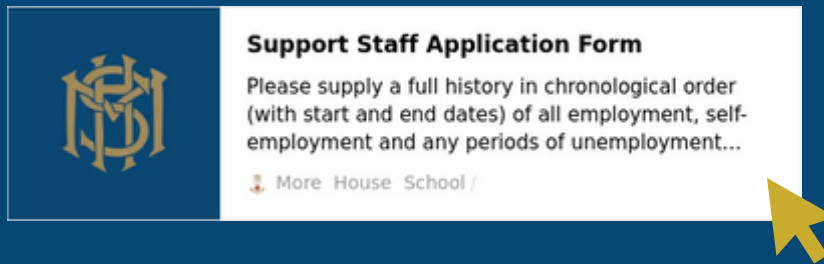 Support Staff Application Form
Please supply a full history in chronological order
(with start and end dates) of all employment, self-
employment and any periods of unemployment...
More House School /